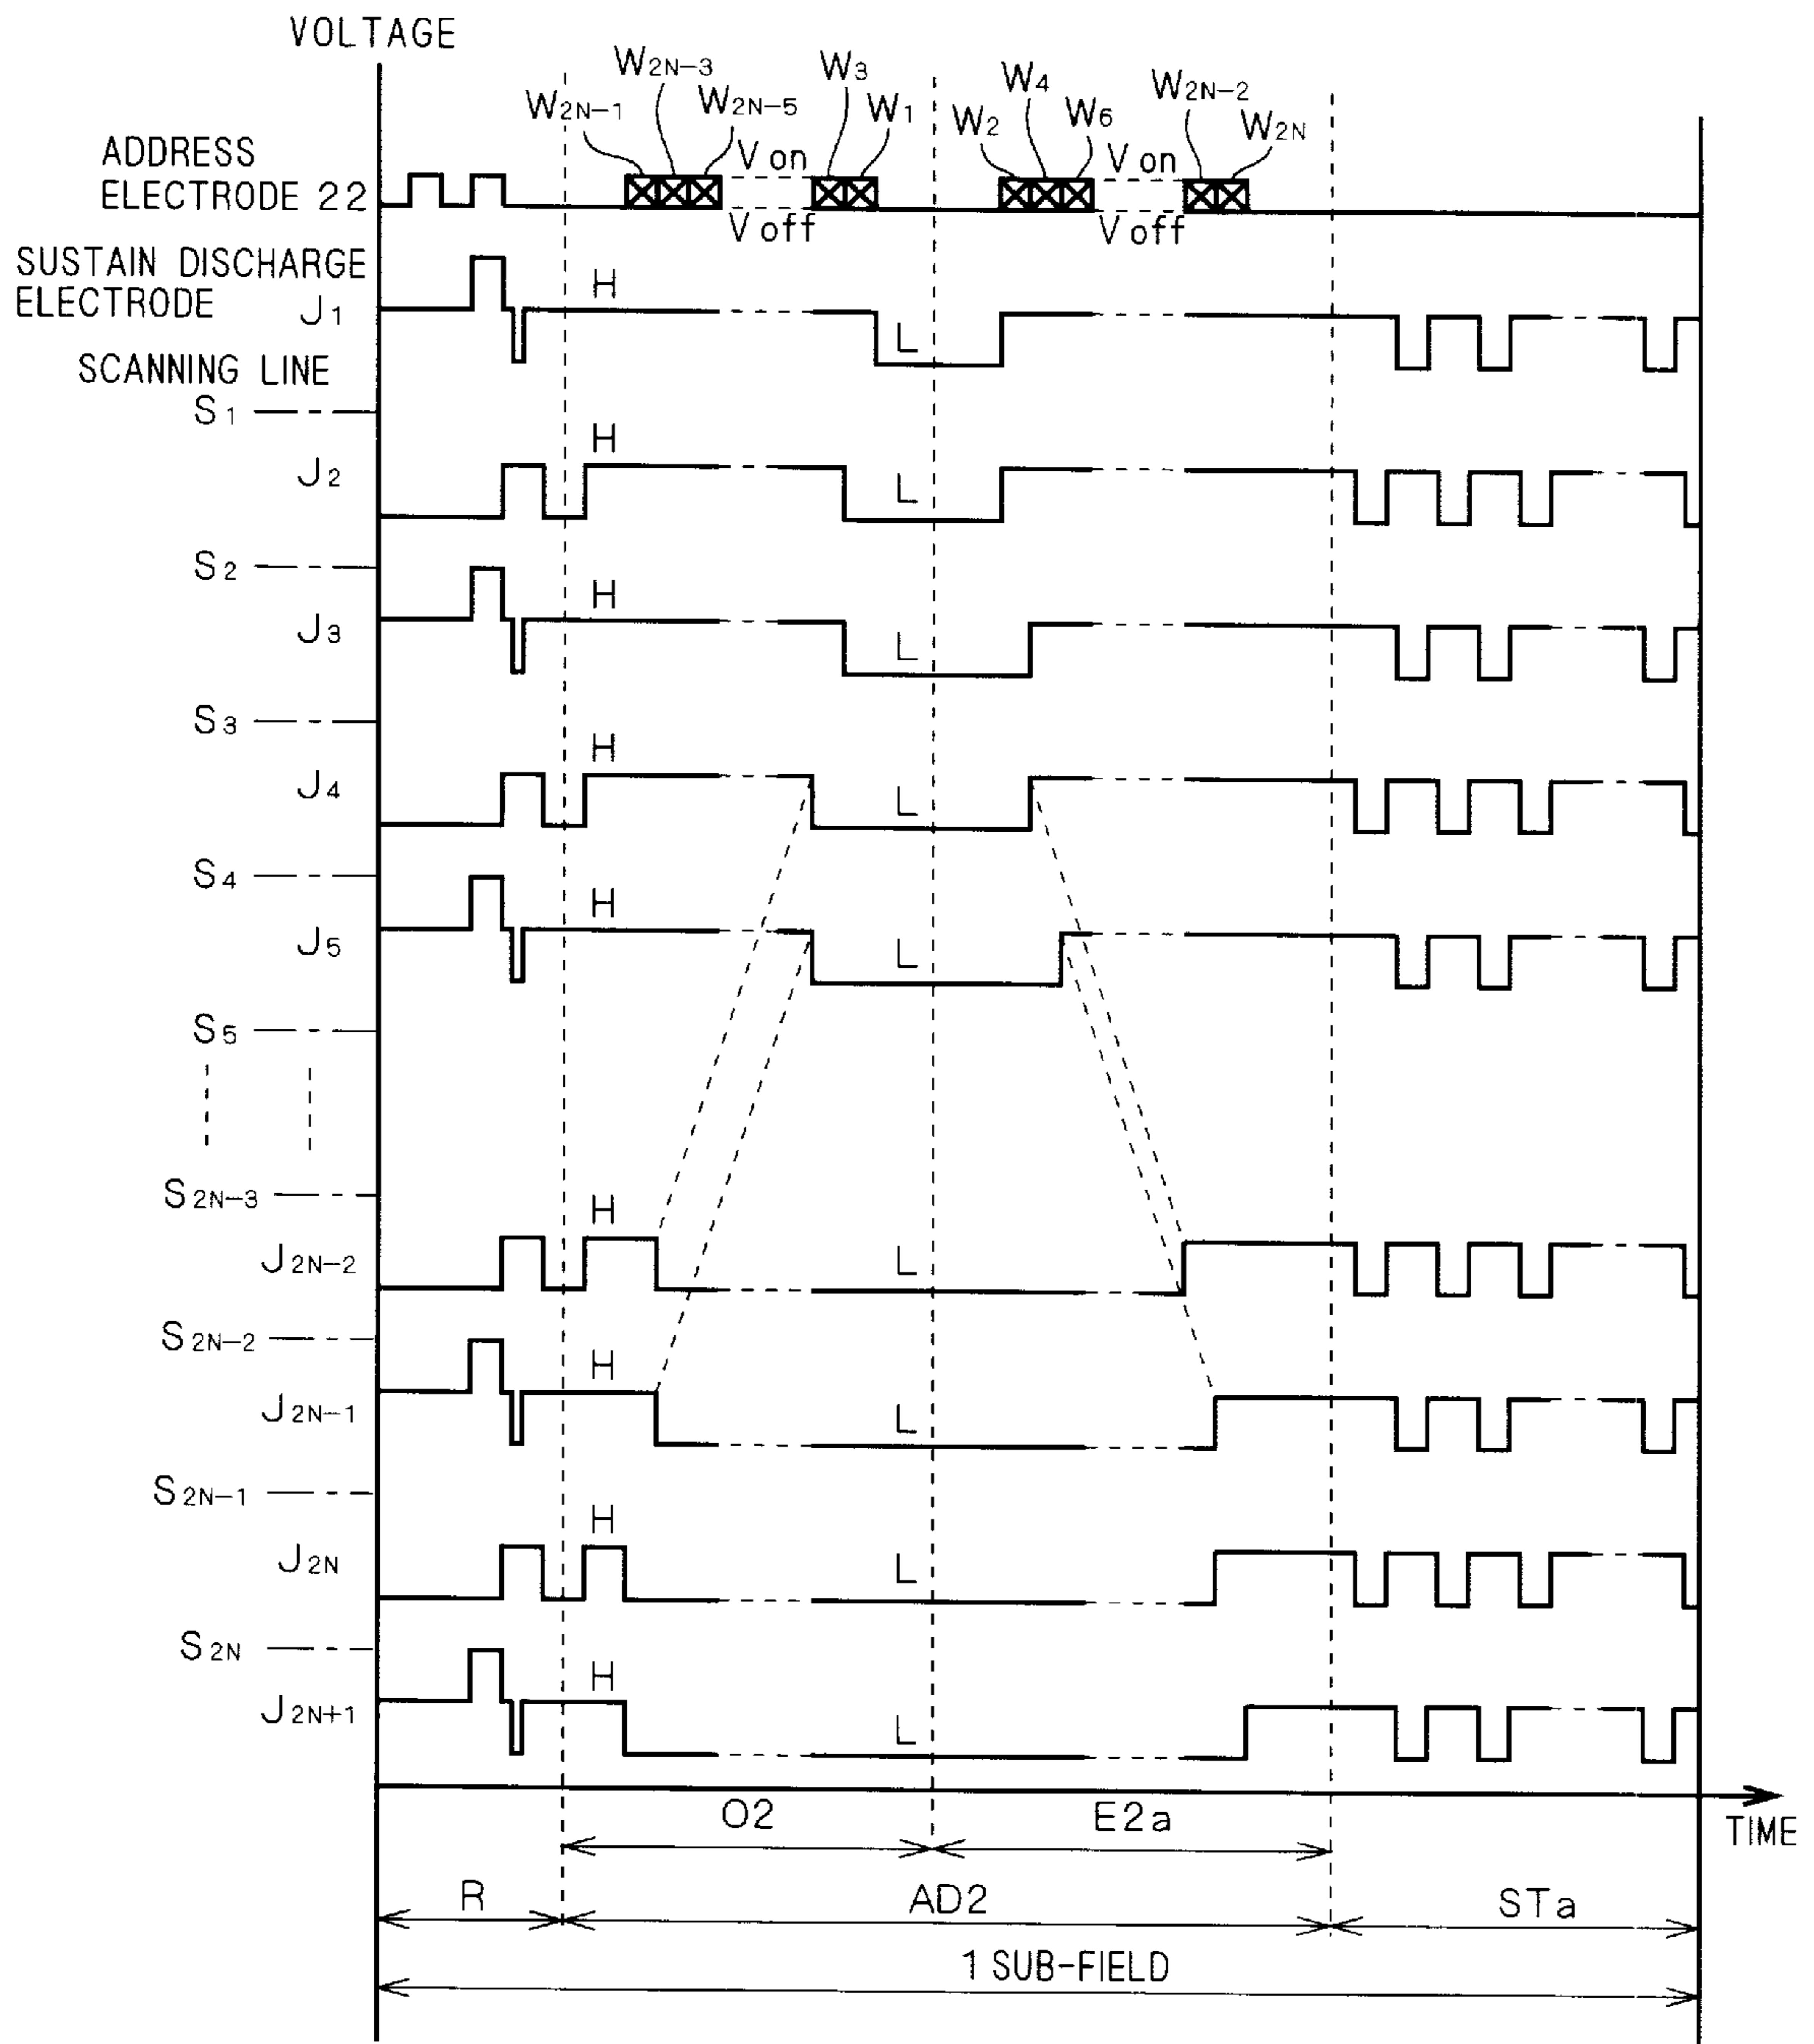 VOLTAGE
W2N-1 W2N-3 W2N-5 W3 W1 W2 W4 W6 W2N-2 W2N
ADDRESS
ELECTRODE 22
Von Von
Voff Voff
SUSTAIN DISCHARGE
ELECTRODE J1 H L
SCANNING LINE
S1
J2 H L
S2
J3 H L
S3
J4 H L
S4
J5 H L
S5
S2N-3
J2N-2 H L
S2N-2
J2N-1 H L
S2N-1
J2N H L
S2N
J2N+1 H L
O2 E2a
TIME
R AD2 STa
1 SUB-FIELD